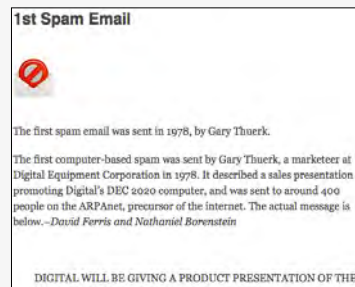 1st Spam Email
The first spam email was sent in 1978, by Gary Thuerk.
The first computer-based spam was sent by Gary Thuerk, a marketeer at
Digital Equipment Corporation in 1978. It described a sales presentation
promoting Digital's DEC 2020 computer, and was sent to around 400
people on the ARPAnet, precursor of the internet. The actual message is
below.–David Ferris and Nathaniel Borenstein
DIGITAL WILL BE GIVING A PRODUCT PRESENTATION OF THE